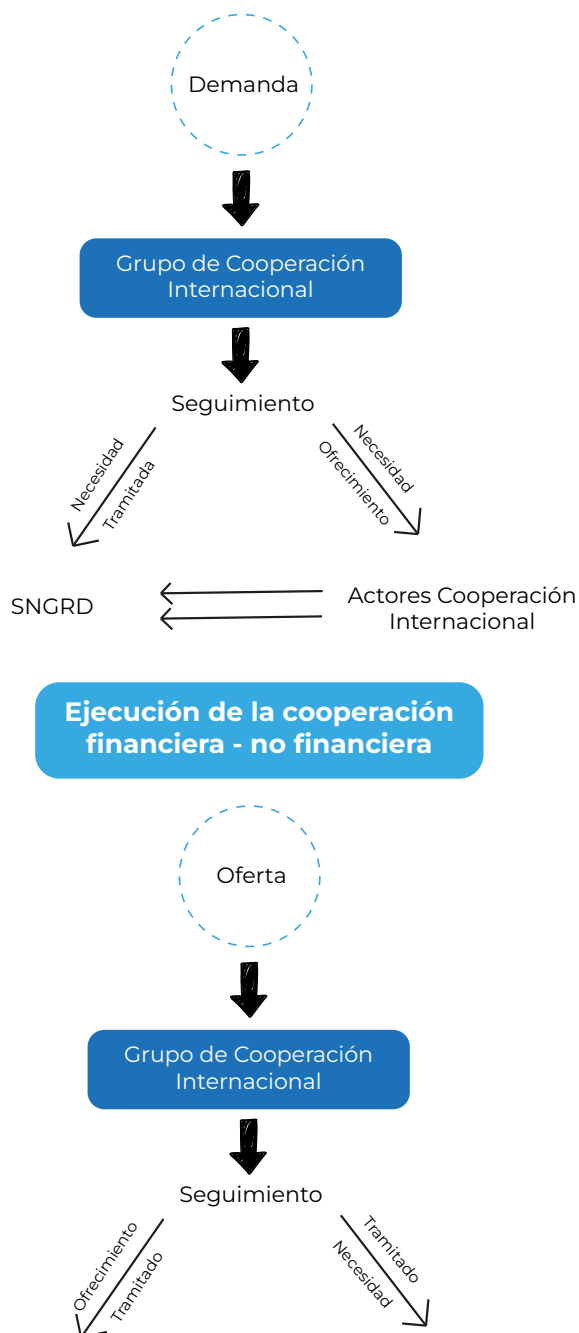 Demanda
Grupo de Cooperación
Internacional
Seguimiento
Necesidad
Tramitada
Necesidad
Ofrecimiento
SNGRD
Actores Cooperación
Internacional
Ejecución de la cooperación
financiera - no financiera
Oferta
Grupo de Cooperación
Internacional
Seguimiento
Ofrecimiento
Tramitado
Tramitado
Necesidad